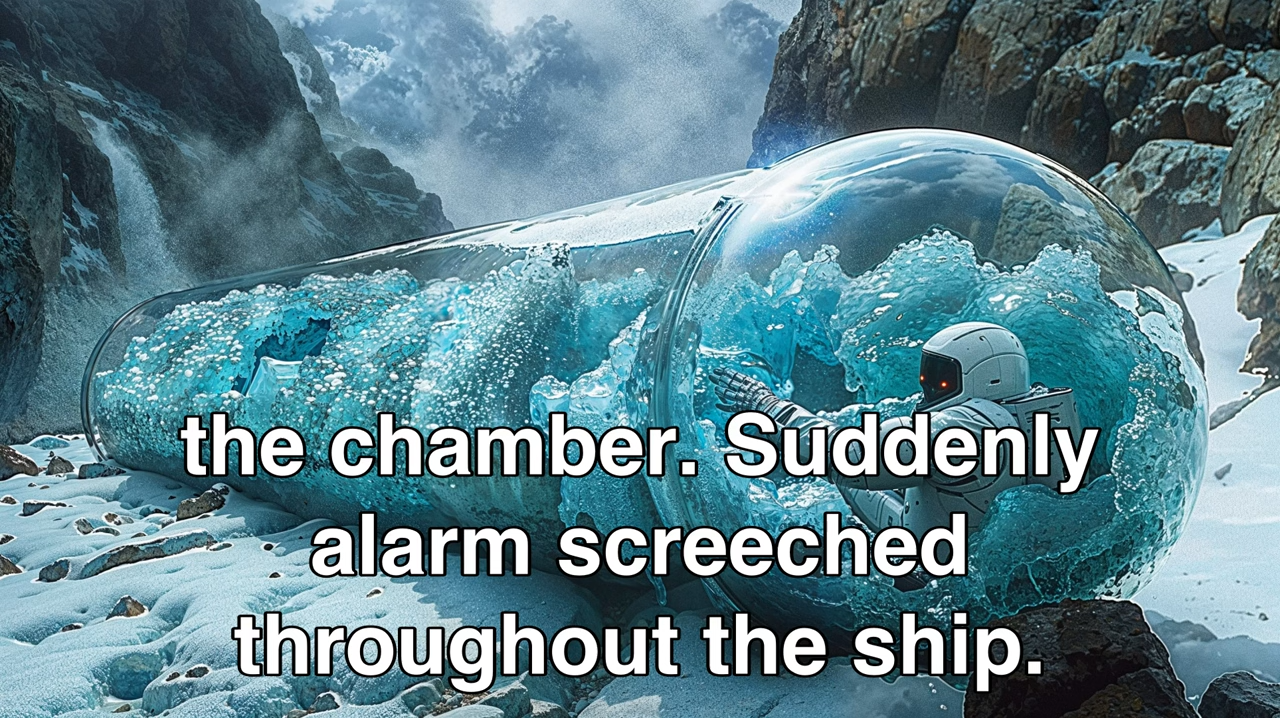 the chamber. Suddenly
alarm screeched
throughout the ship.